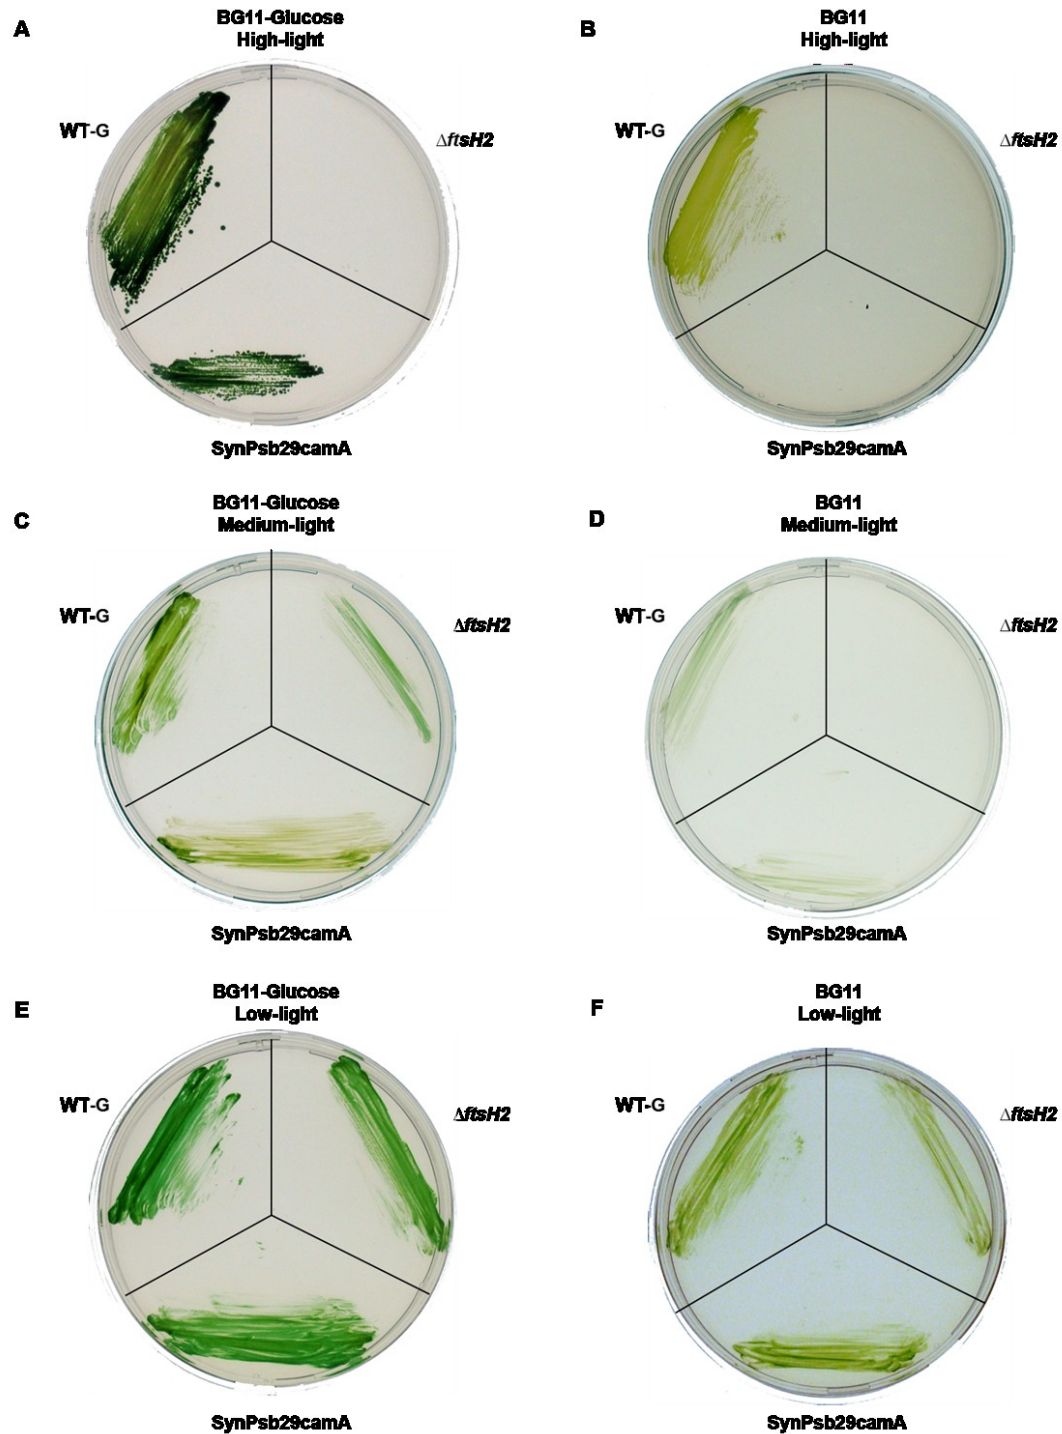 A
BG11-Glucose
High-light
WT-G
ΔftsH2
SynPsb29camA
B
BG11
High-light
WT-G
ΔftsH2
SynPsb29camA
C
BG11-Glucose
Medium-light
WT-G
ΔftsH2
SynPsb29camA
D
BG11
Medium-light
WT-G
ΔftsH2
SynPsb29camA
E
BG11-Glucose
Low-light
WT-G
ΔftsH2
SynPsb29camA
F
BG11
Low-light
WT-G
ΔftsH2
SynPsb29camA